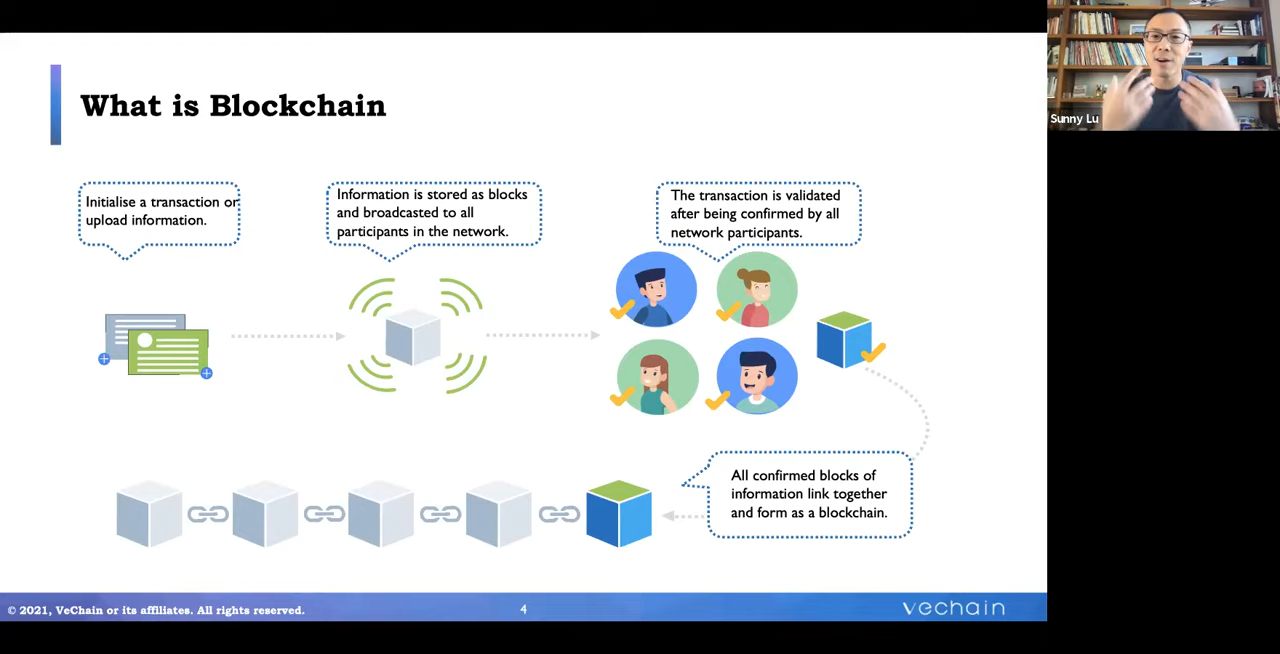 What is Blockchain
Initialise a transaction or
upload information.
Information is stored as blocks
and broadcasted to all
participants in the network.
The transaction is validated
after being confirmed by all
network participants.
All confirmed blocks of
information link together
and form as a blockchain.
© 2021, VeChain or its affiliates. All rights reserved.
4
vechain
Sunny Lu